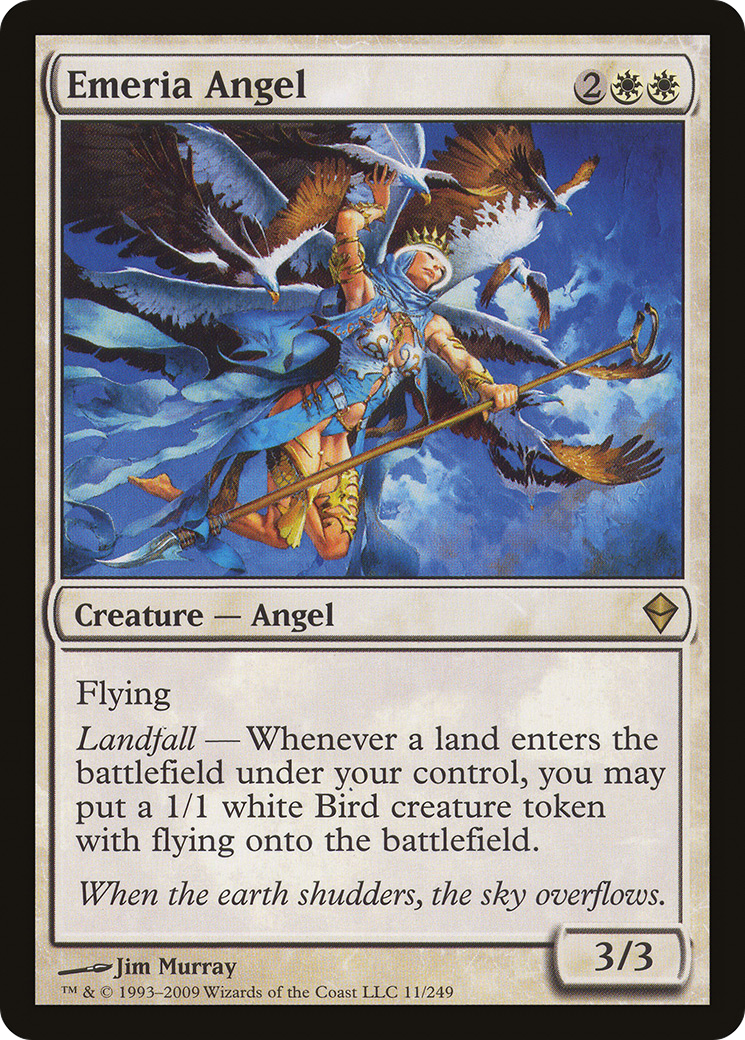 Emeria Angel 2
Creature — Angel
Flying
Landfall — Whenever a land enters the
battlefield under your control, you may
put a 1/1 white Bird creature token
with flying onto the battlefield.
When the earth shudders, the sky overflows.
3/3
Jim Murray
™ & © 1993–2009 Wizards of the Coast LLC 11/249